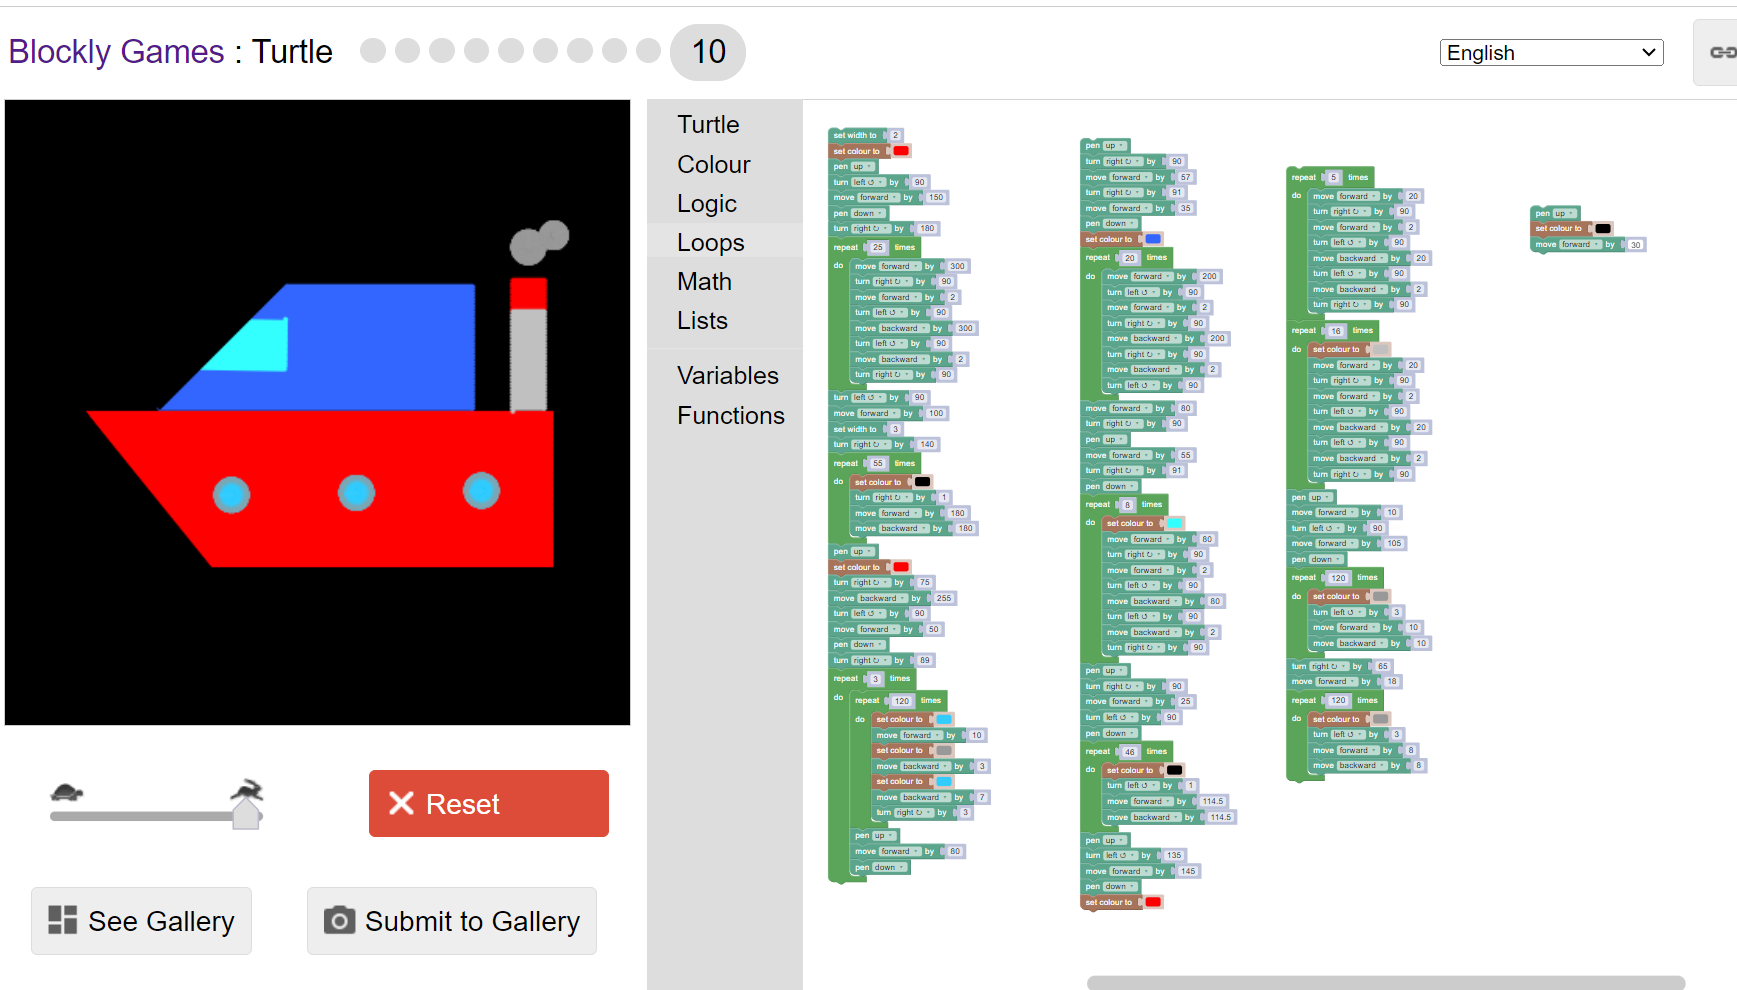 Blockly Games : Turtle
10
English
Turtle
Colour
Logic
Loops
Math
Lists
Variables
Functions
set width to 2
set colour to
pen up
turn left ↺ by 90
move forward by 150
pen down
turn right ↻ by 180
repeat 25 times
do move forward by 300
turn right ↻ by 90
move forward by 2
turn left ↺ by 90
move backward by 300
turn left ↺ by 90
move backward by 2
turn right ↻ by 90
turn left ↺ by 90
move forward by 100
set width to 3
turn right ↻ by 140
repeat 55 times
do set colour to
turn right ↻ by 1
move forward by 180
move backward by 180
pen up
set colour to
turn right ↻ by 75
move backward by 255
turn left ↺ by 90
move forward by 50
pen down
turn right ↻ by 89
repeat 3 times
do repeat 120 times
do set colour to
move forward by 10
set colour to
move backward by 3
set colour to
move backward by 7
turn right ↻ by 3
pen up
move forward by 80
pen down
pen up
turn right ↻ by 90
move forward by 57
turn right ↻ by 91
move forward by 35
pen down
set colour to
repeat 20 times
do move forward by 200
turn left ↺ by 90
move forward by 2
turn right ↻ by 90
move backward by 200
turn right ↻ by 90
move backward by 2
turn left ↺ by 90
move forward by 80
turn right ↻ by 90
pen up
move forward by 55
turn right ↻ by 91
pen down
repeat 8 times
do set colour to
move forward by 80
turn right ↻ by 90
move forward by 2
turn left ↺ by 90
move backward by 80
turn left ↺ by 90
move backward by 2
turn right ↻ by 90
pen up
turn right ↻ by 90
move forward by 25
turn left ↺ by 90
pen down
repeat 46 times
do set colour to
turn left ↺ by 1
move forward by 114.5
move backward by 114.5
pen up
turn left ↺ by 135
move forward by 145
pen down
set colour to
repeat 5 times
do move forward by 20
turn right ↻ by 90
move forward by 2
turn left ↺ by 90
move backward by 20
turn left ↺ by 90
move backward by 2
turn right ↻ by 90
repeat 16 times
do set colour to
move forward by 20
turn right ↻ by 90
move forward by 2
turn left ↺ by 90
move backward by 20
turn left ↺ by 90
move backward by 2
turn right ↻ by 90
pen up
move forward by 10
turn left ↺ by 90
move forward by 105
pen down
repeat 120 times
do set colour to
turn left ↺ by 3
move forward by 10
move backward by 10
turn right ↻ by 65
move forward by 18
repeat 120 times
do set colour to
turn left ↺ by 3
move forward by 8
move backward by 8
pen up
set colour to
move forward by 30
Reset
See Gallery
Submit to Gallery